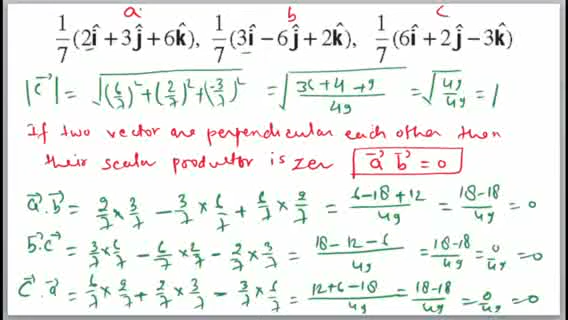 a b c
1/7(2î + 3ĵ + 6k̂), 1/7(3î − 6ĵ + 2k̂), 1/7(6î + 2ĵ − 3k̂)
|c⃗| = √((6/7)² + (2/7)² + (-3/7)²) = √((36+4+9)/49) = √(49/49) = 1
If two vector are perpendicular each other then
their scalar productor is zero a⃗ b⃗ = 0
a⃗.b⃗ = 2/7 × 3/7 − 3/7 × 6/7 + 6/7 × 2/7 = (6−18+12)/49 = (18−18)/49 = 0
b⃗.c⃗ = 3/7 × 6/7 − 6/7 × 2/7 − 2/7 × 3/7 = (18−12−6)/49 = (18−18)/49 = 0/49 = 0
c⃗.a⃗ = 6/7 × 2/7 + 2/7 × 3/7 − 3/7 × 6/7 = (12+6−18)/49 = (18−18)/49 = 0/49 = 0